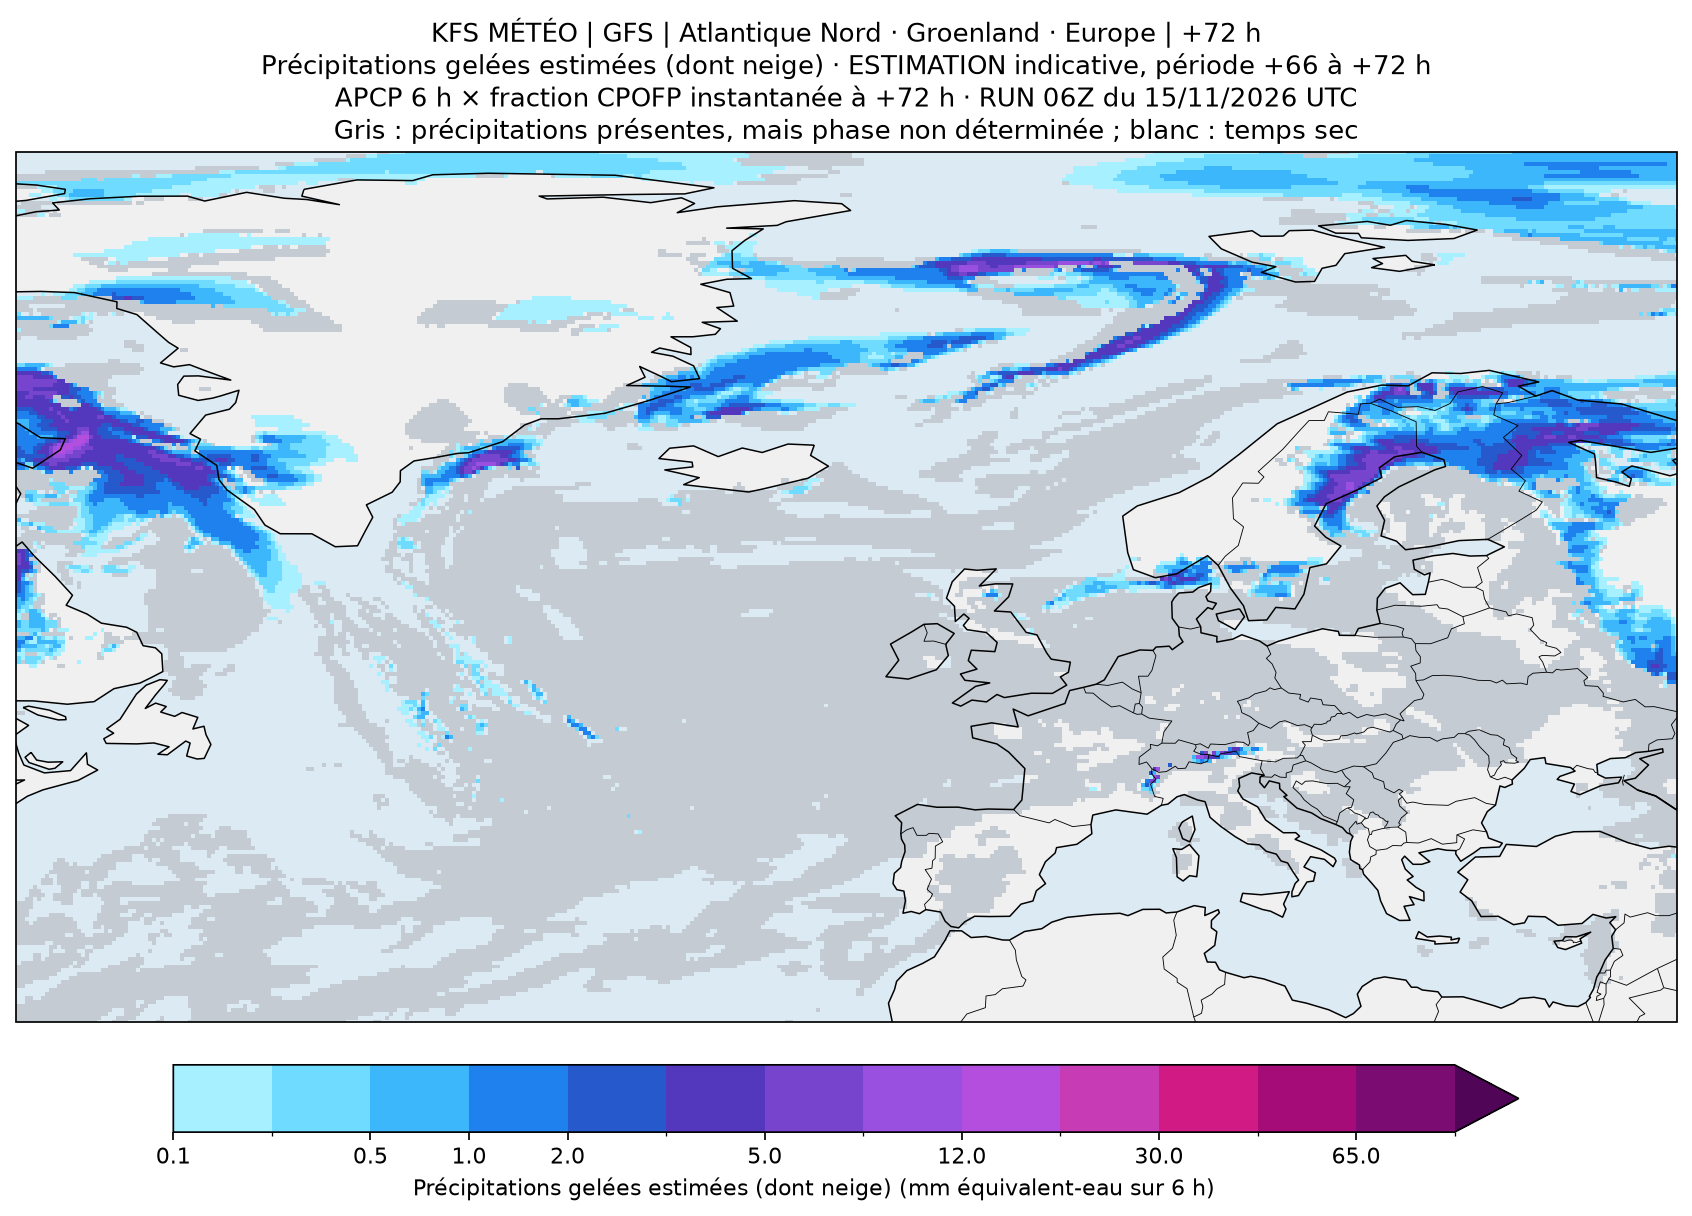 KFS MÉTÉO | GFS | Atlantique Nord · Groenland · Europe | +72 h
Précipitations gelées estimées (dont neige) · ESTIMATION indicative, période +66 à +72 h
APCP 6 h × fraction CPOFP instantanée à +72 h · RUN 06Z du 15/11/2026 UTC
Gris : précipitations présentes, mais phase non déterminée ; blanc : temps sec
0.1 0.5 1.0 2.0 5.0 12.0 30.0 65.0
Précipitations gelées estimées (dont neige) (mm équivalent-eau sur 6 h)